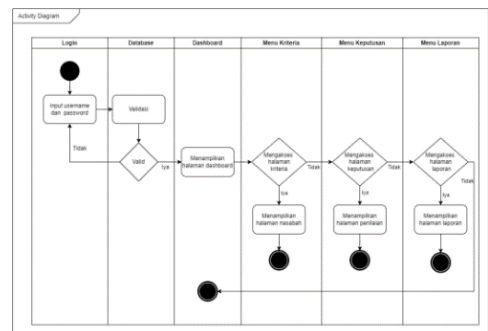 Activity Diagram
Login
Database
Dashboard
Menu Kriteria
Menu Keputusan
Menu Laporan
Input username
dan password
Validasi
Valid
Tidak
Iya
Menampilkan
halaman dashboard
Mengakses
halaman
kriteria
Tidak
Iya
Menampilkan
halaman nasabah
Mengakses
halaman
keputusan
Tidak
Iya
Menampilkan
halaman penilaian
Mengakses
halaman
laporan
Tidak
Iya
Menampilkan
halaman laporan